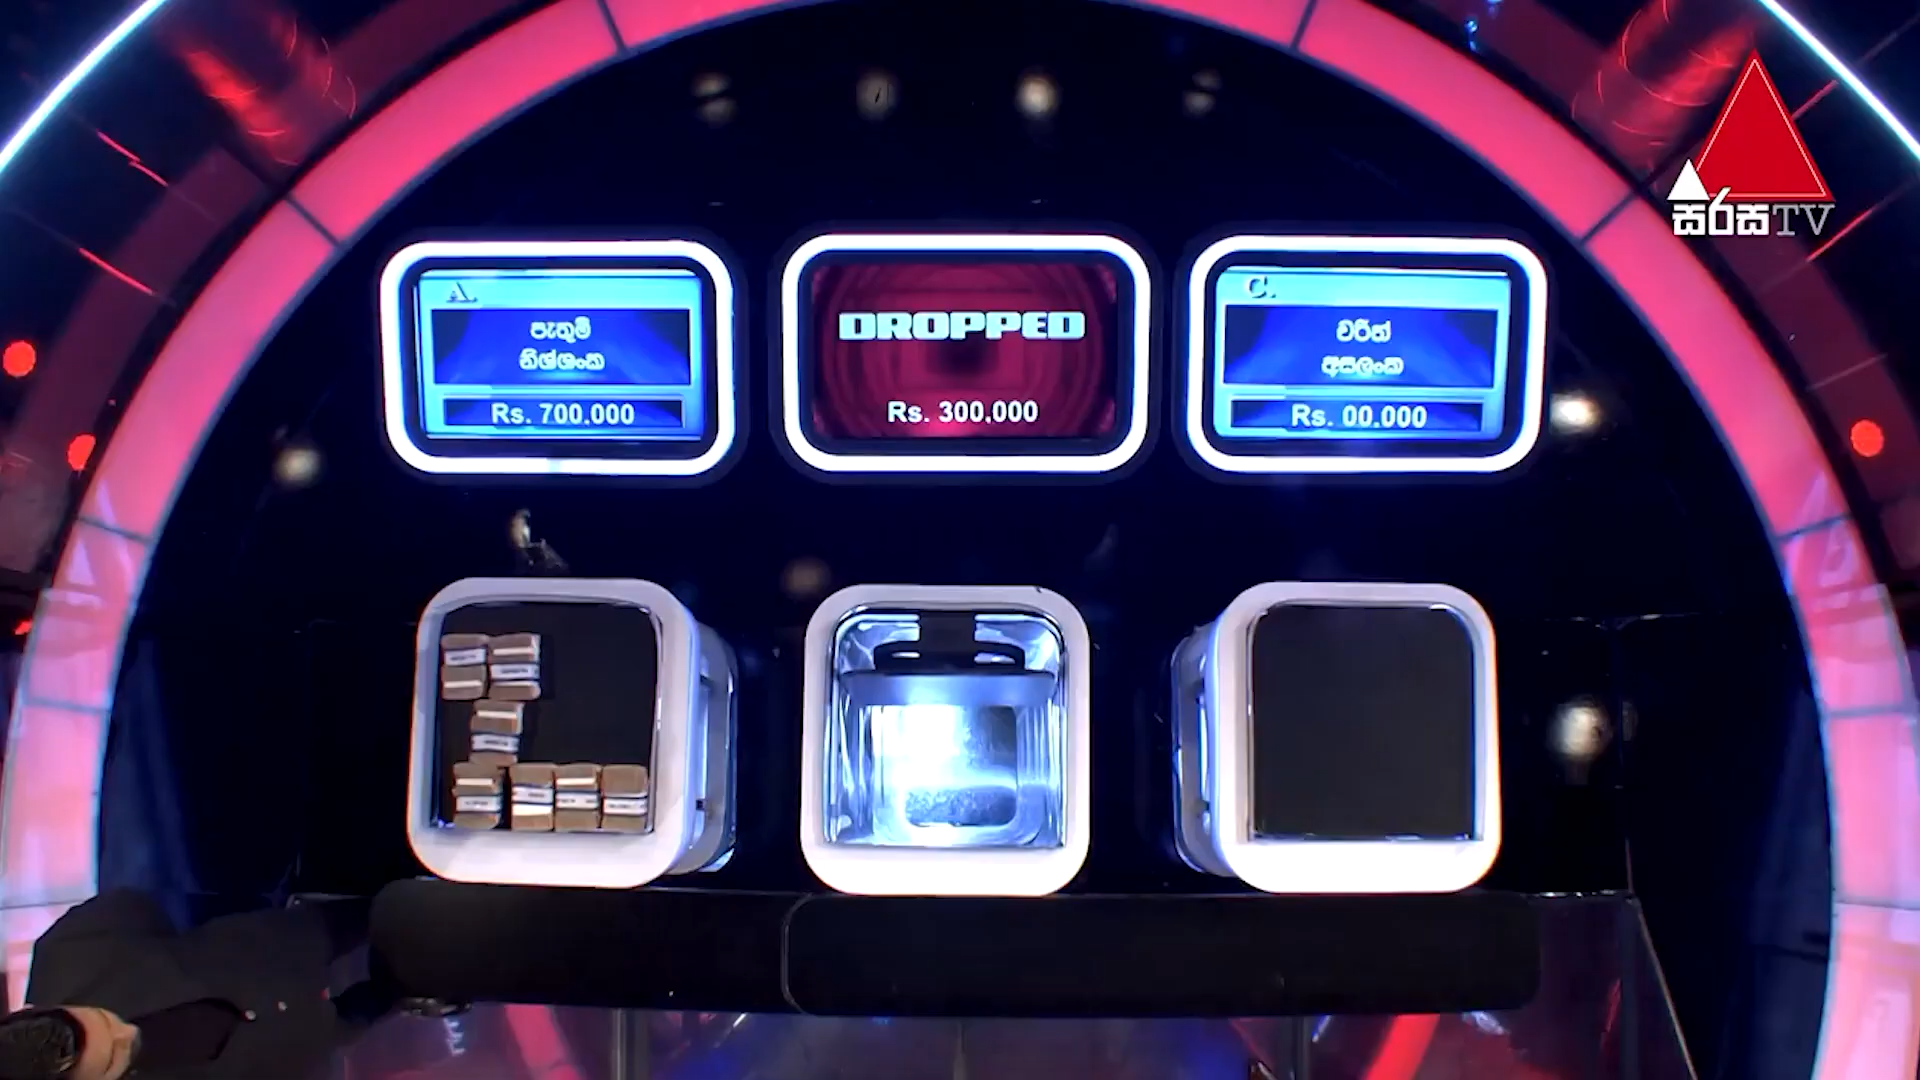 සිරස TV
A.
පැතුම්
නිශ්ශංක
Rs. 700.000
DROPPED
Rs. 300,000
C.
චරිත්
අසලංක
Rs. 00.000